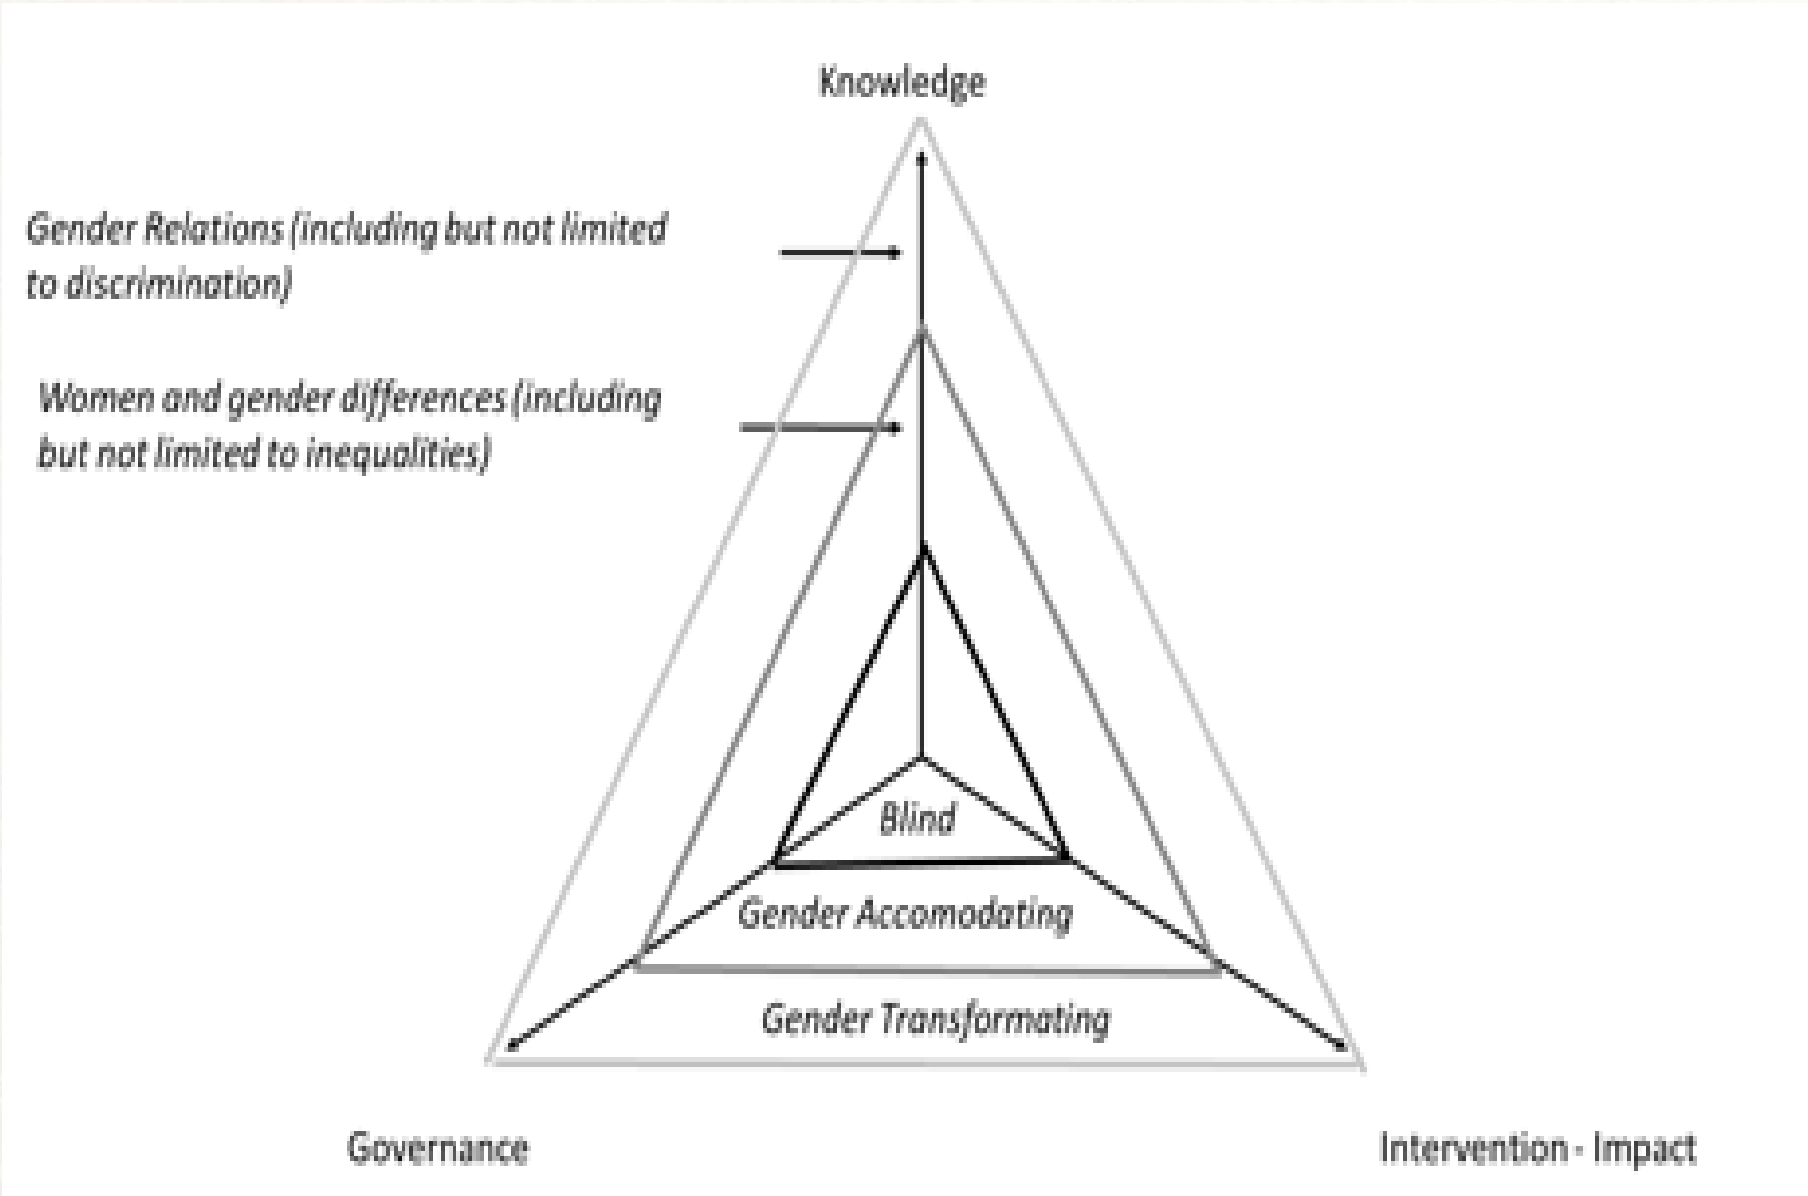 Knowledge
Gender Relations (including but not limited
to discrimination)
Women and gender differences (including
but not limited to inequalities)
Blind
Gender Accomodating
Gender Transformating
Governance
Intervention - Impact